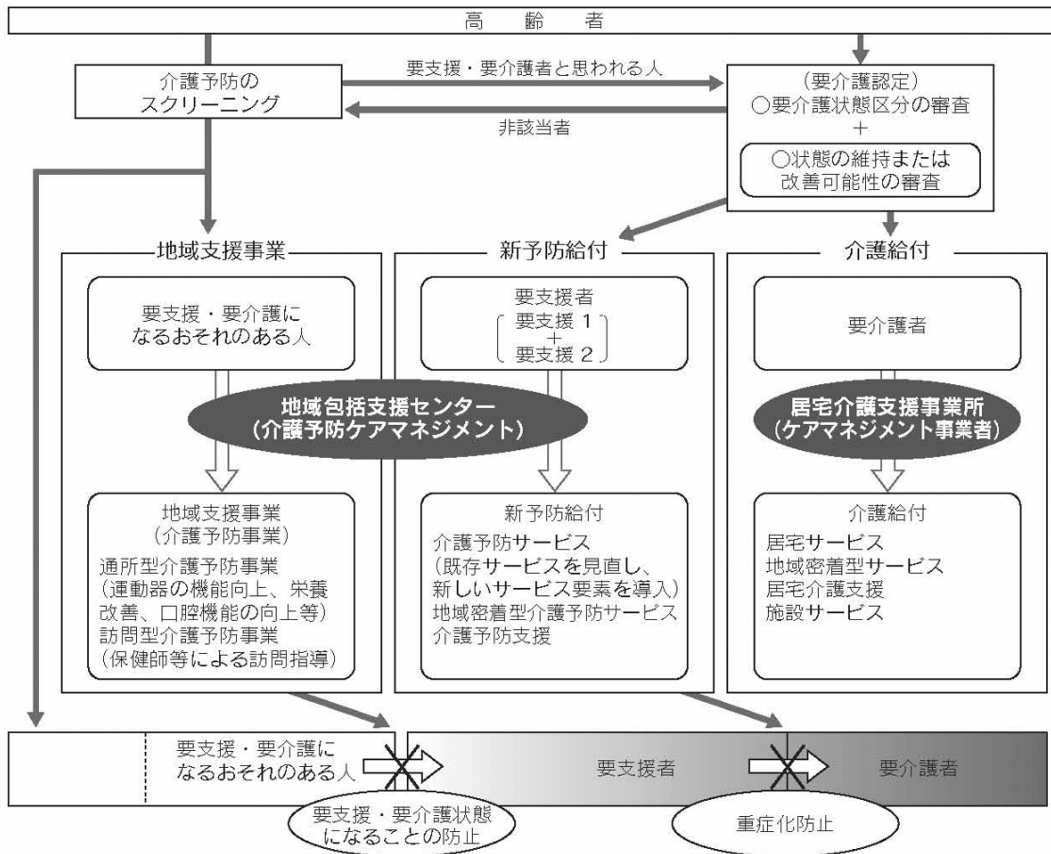 高齢者
介護予防の
スクリーニング
要支援・要介護者と思われる人
非該当者
(要介護認定)
○要介護状態区分の審査
+
○状態の維持または
改善可能性の審査
地域支援事業
要支援・要介護に
なるおそれのある人
新予防給付
要支援者
要支援1
+
要支援2
介護給付
要介護者
地域包括支援センター
(介護予防ケアマネジメント)
居宅介護支援事業所
(ケアマネジメント事業者)
地域支援事業
(介護予防事業)
通所型介護予防事業
(運動器の機能向上、栄養
改善、口腔機能の向上等)
訪問型介護予防事業
(保健師等による訪問指導)
新予防給付
介護予防サービス
(既存サービスを見直し、
新しいサービス要素を導入)
地域密着型介護予防サービス
介護予防支援
介護給付
居宅サービス
地域密着型サービス
居宅介護支援
施設サービス
要支援・要介護に
なるおそれのある人
要支援者
要介護者
要支援・要介護状態
になることの防止
重症化防止